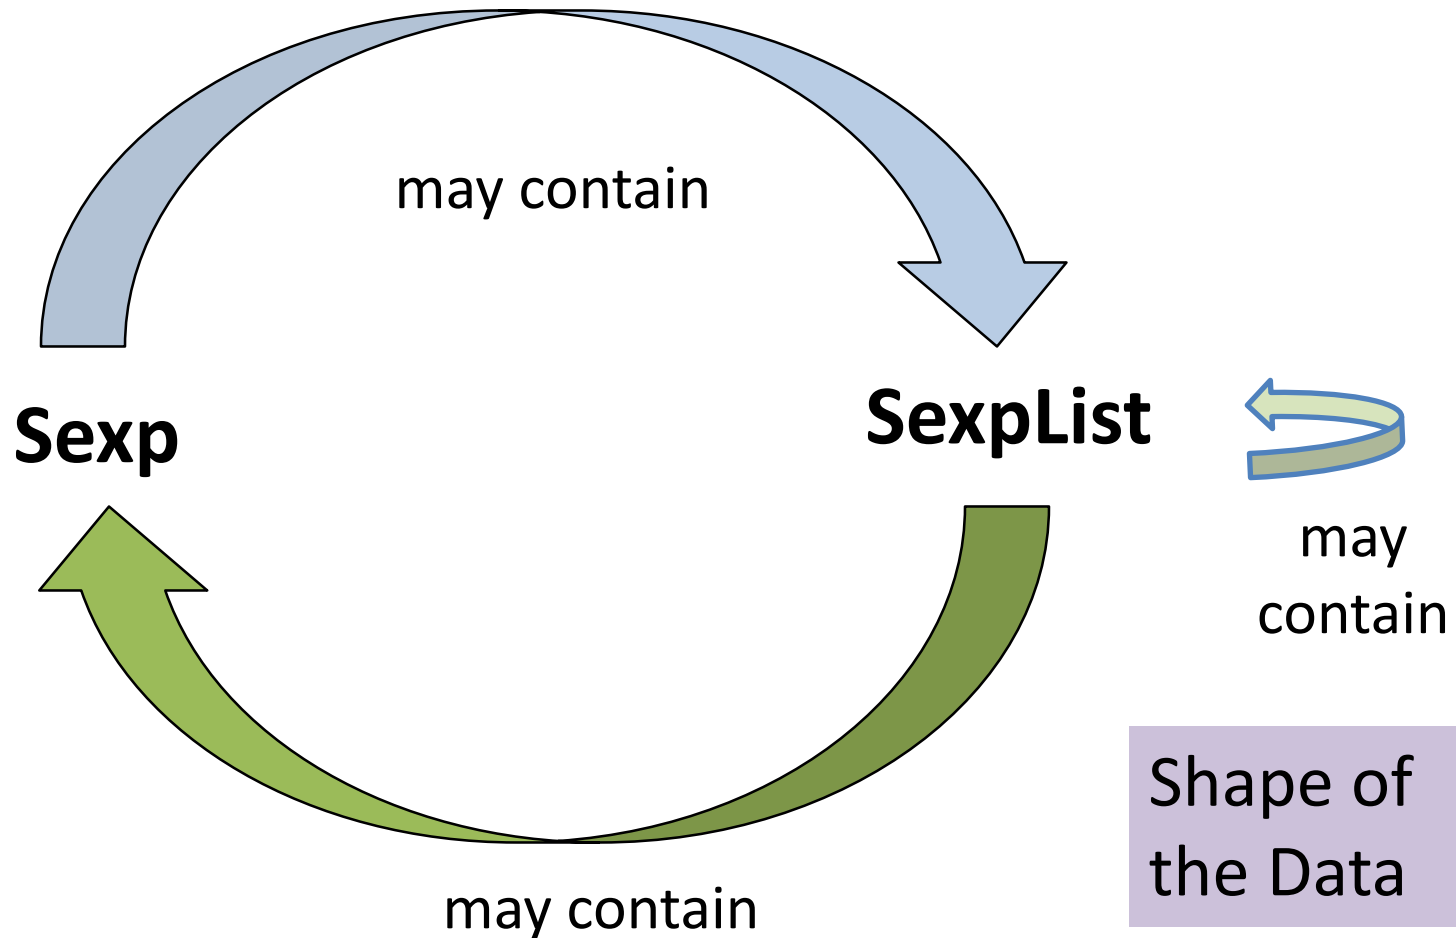 may contain
Sexp
SexpList
may
contain
may contain
Shape of
the Data